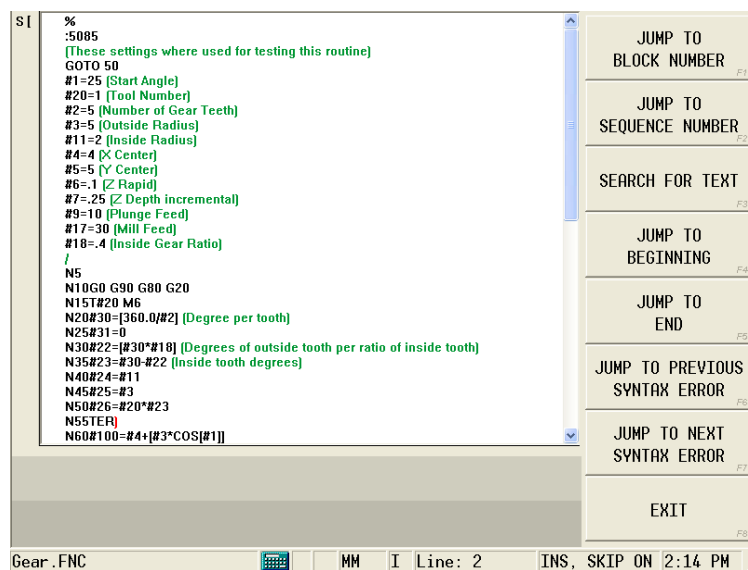 S[
%
:5085
(These settings where used for testing this routine)
GOTO 50
#1=25 (Start Angle)
#20=1 (Tool Number)
#2=5 (Number of Gear Teeth)
#3=5 (Outside Radius)
#11=2 (Inside Radius)
#4=4 (X Center)
#5=5 (Y Center)
#6=.1 (Z Rapid)
#7=.25 (Z Depth incremental)
#9=10 (Plunge Feed)
#17=30 (Mill Feed)
#18=.4 (Inside Gear Ratio)
/
N5
N10G0 G90 G80 G20
N15T#20 M6
N20#30=[360.0/#2] (Degree per tooth)
N25#31=0
N30#22=[#30*#18] (Degrees of outside tooth per ratio of inside tooth)
N35#23=#30-#22 (Inside tooth degrees)
N40#24=#11
N45#25=#3
N50#26=#20*#23
N55TER)
N60#100=#4+[#3*COS[#1]]
JUMP TO
BLOCK NUMBER
F1
JUMP TO
SEQUENCE NUMBER
F2
SEARCH FOR TEXT
F3
JUMP TO
BEGINNING
F4
JUMP TO
END
F5
JUMP TO PREVIOUS
SYNTAX ERROR
F6
JUMP TO NEXT
SYNTAX ERROR
F7
EXIT
F8
Gear.FNC MM I Line: 2 INS, SKIP ON 2:14 PM